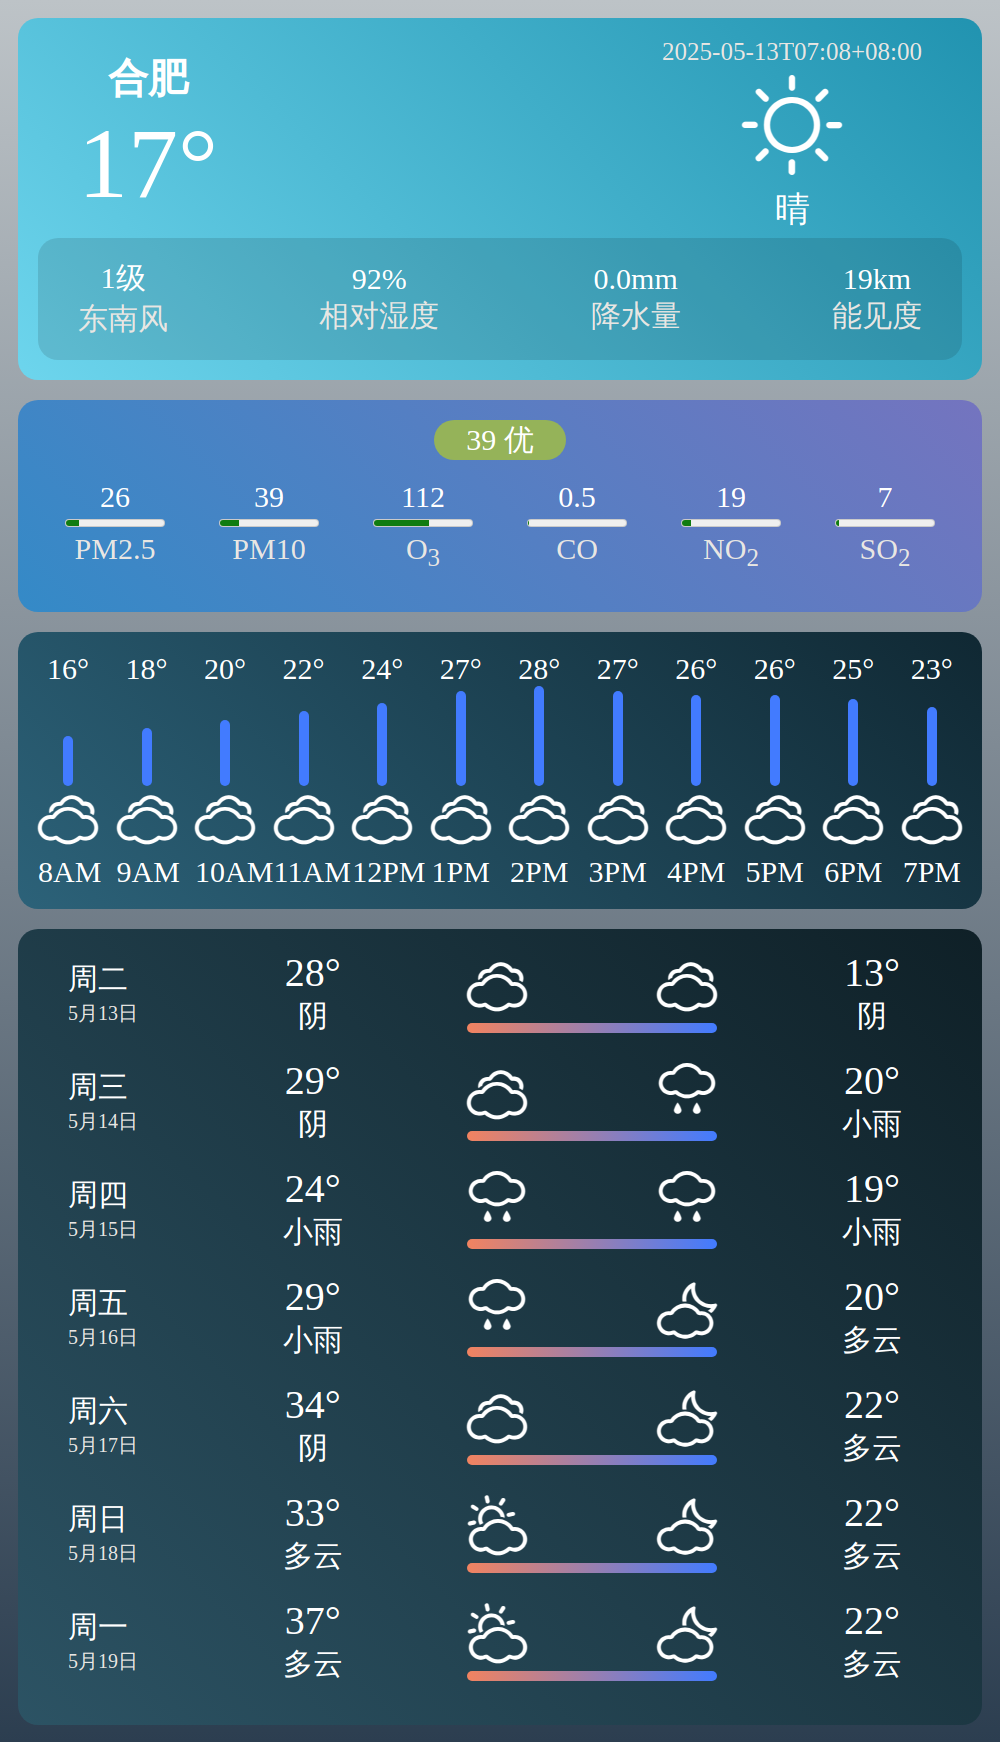 合肥
17°
2025-05-13T07:08+08:00
晴
1级 92% 0.0mm 19km
东南风 相对湿度 降水量 能见度
39 优
26 39 112 0.5 19 7
PM2.5 PM10 O3 CO NO2 SO2
16° 18° 20° 22° 24° 27° 28° 27° 26° 26° 25° 23°
8AM 9AM 10AM 11AM 12PM 1PM 2PM 3PM 4PM 5PM 6PM 7PM
周二 28° 13°
5月13日 阴 阴
周三 29° 20°
5月14日 阴 小雨
周四 24° 19°
5月15日 小雨 小雨
周五 29° 20°
5月16日 小雨 多云
周六 34° 22°
5月17日 阴 多云
周日 33° 22°
5月18日 多云 多云
周一 37° 22°
5月19日 多云 多云